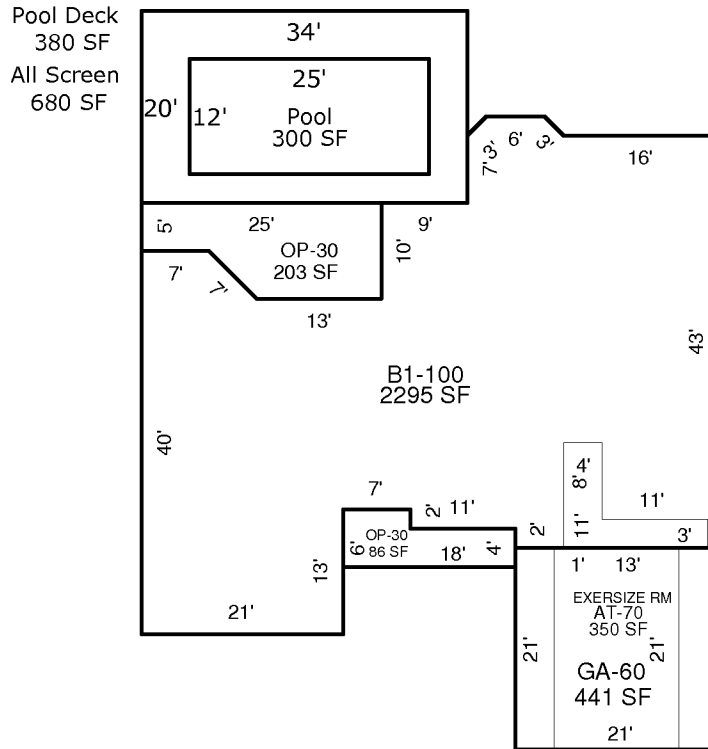 Pool Deck
380 SF
34'
All Screen
680 SF
25'
20'
12'
Pool
300 SF
7'
3'
6'
3'
16'
5'
25'
9'
OP-30
203 SF
10'
7'
7'
13'
43'
B1-100
2295 SF
40'
4'
8'
7'
11'
2'
11'
2'
11'
3'
OP-30
86 SF
6'
4'
18'
13'
1'
13'
EXERSIZE RM
AT-70
350 SF
21'
21'
21'
GA-60
441 SF
21'